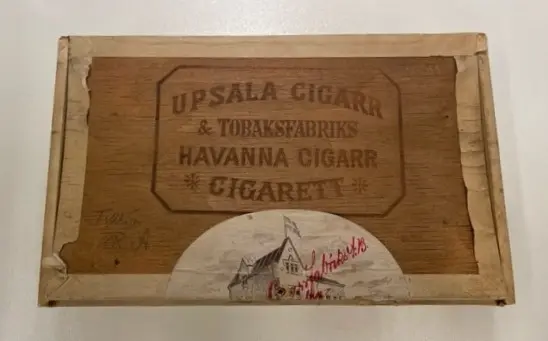 UPSALA CIGARR
& TOBAKSFABRIKS
HAVANNA CIGARR
* CIGARETT *